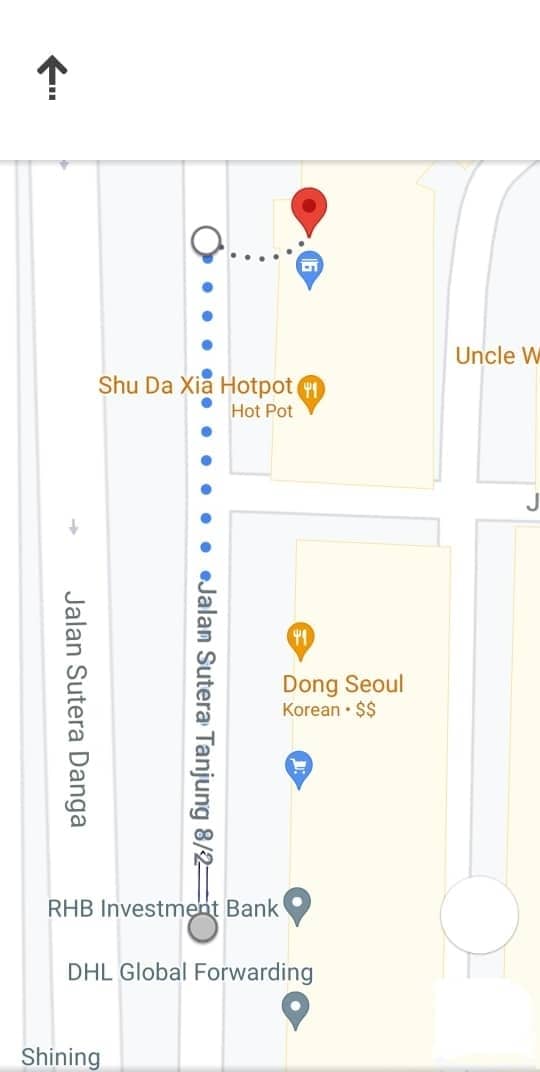 Uncle W
Shu Da Xia Hotpot
Hot Pot
J
Jalan Sutera Danga
Jalan Sutera Tanjung 8/2
Dong Seoul
Korean • $$
RHB Investment Bank
DHL Global Forwarding
Shining